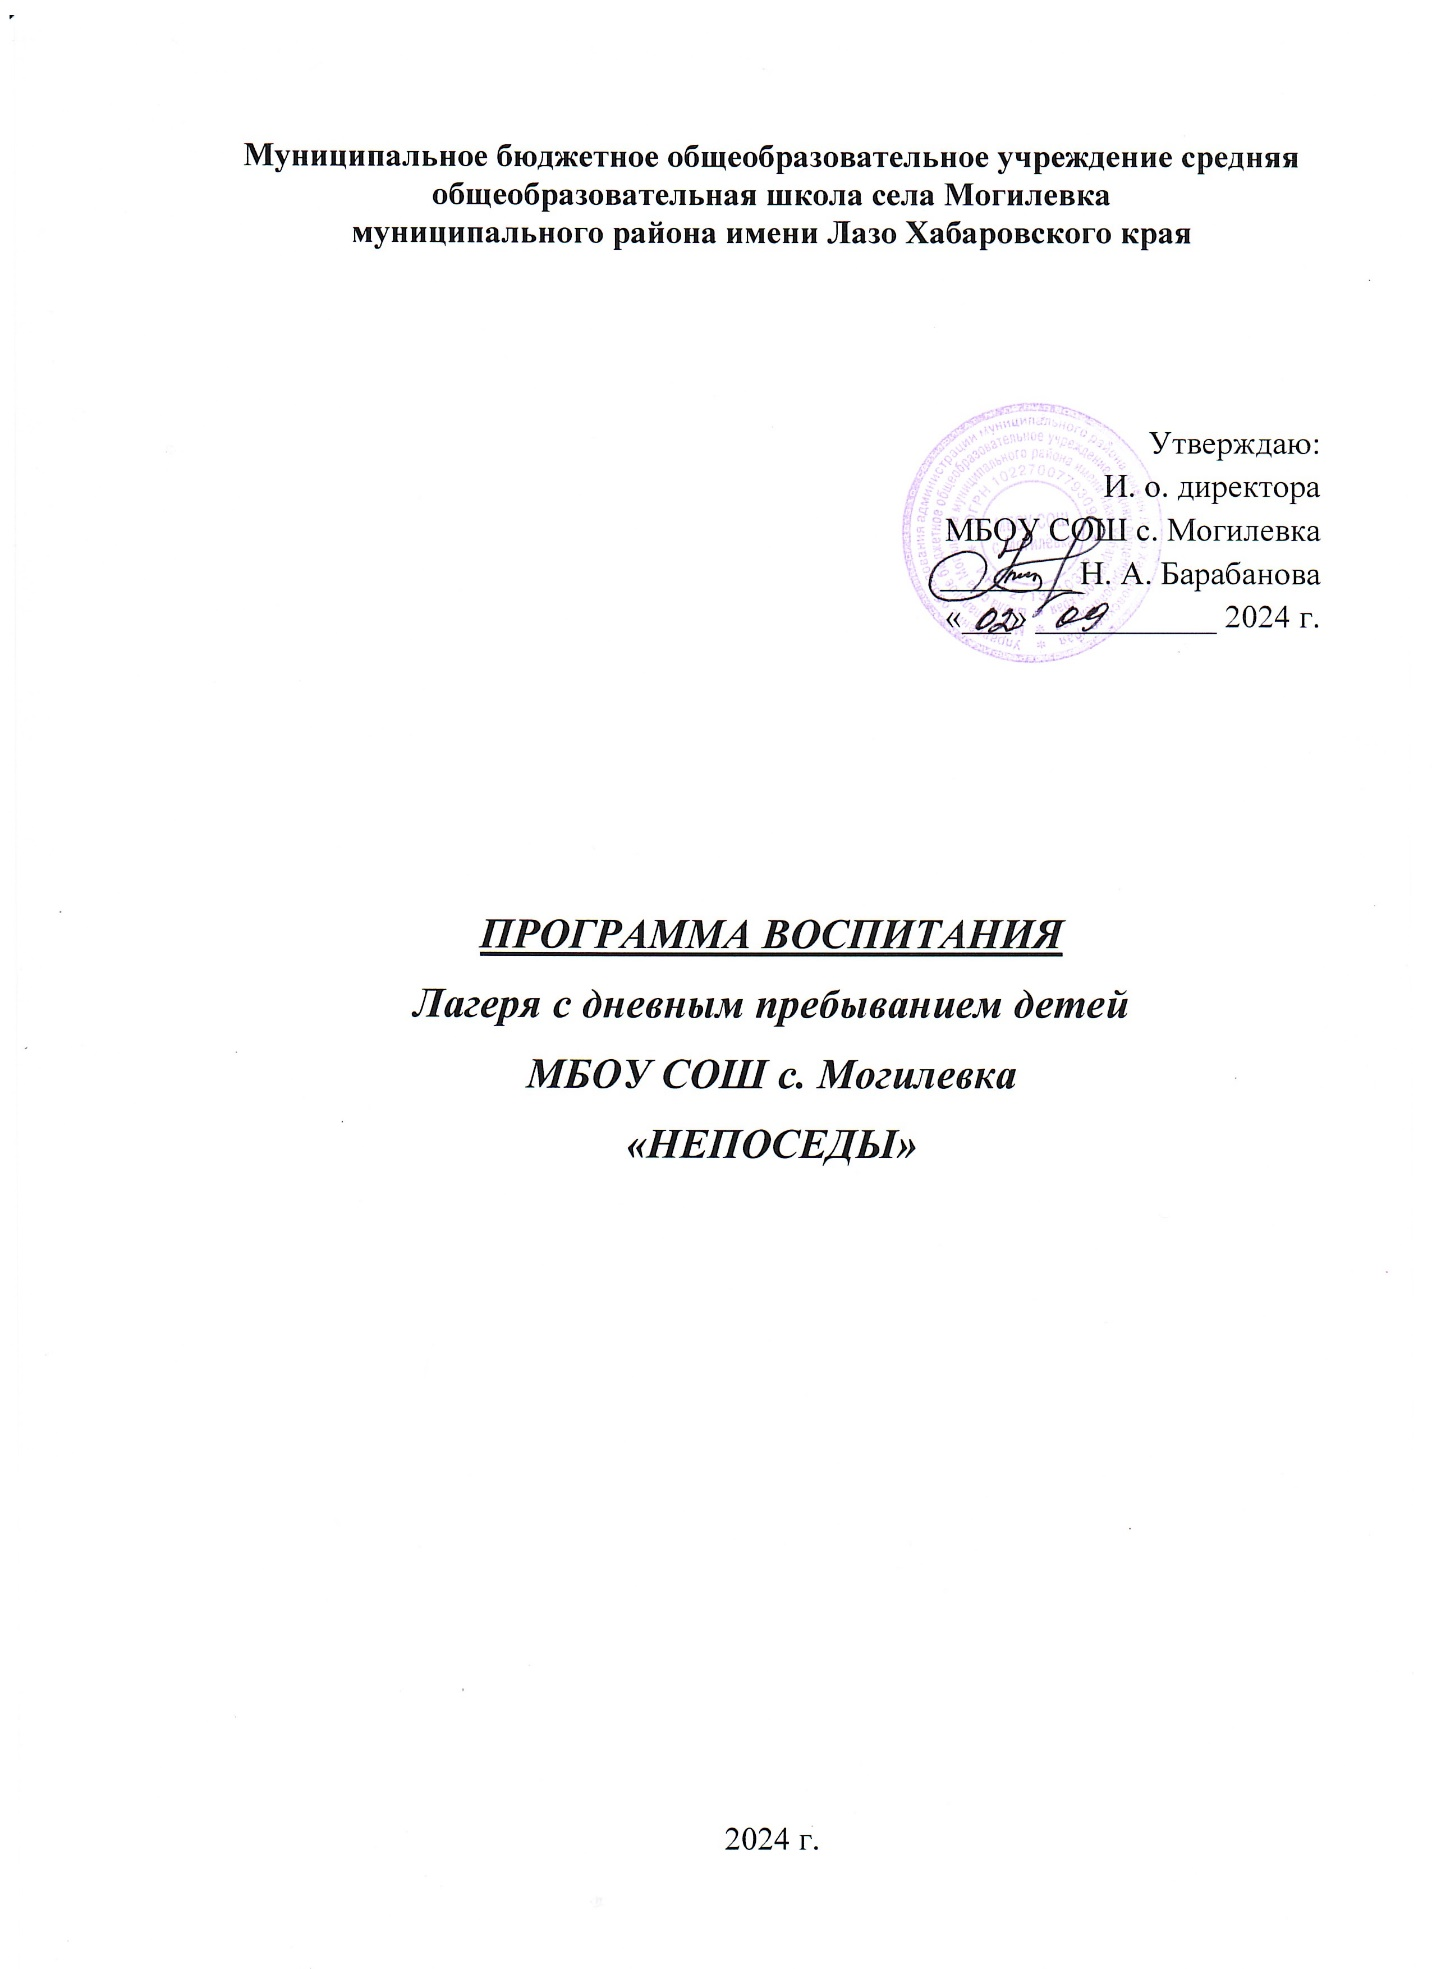 Муниципальное бюджетное общеобразовательное учреждение средняя
общеобразовательная школа села Могилевка
муниципального района имени Лазо Хабаровского края
Утверждаю:
И. о. директора
МБОУ СОШ с. Могилевка
Н. А. Барабанова
«02» 09 2024 г.
ПРОГРАММА ВОСПИТАНИЯ
Лагеря с дневным пребыванием детей
МБОУ СОШ с. Могилевка
«НЕПОСЕДЫ»
2024 г.